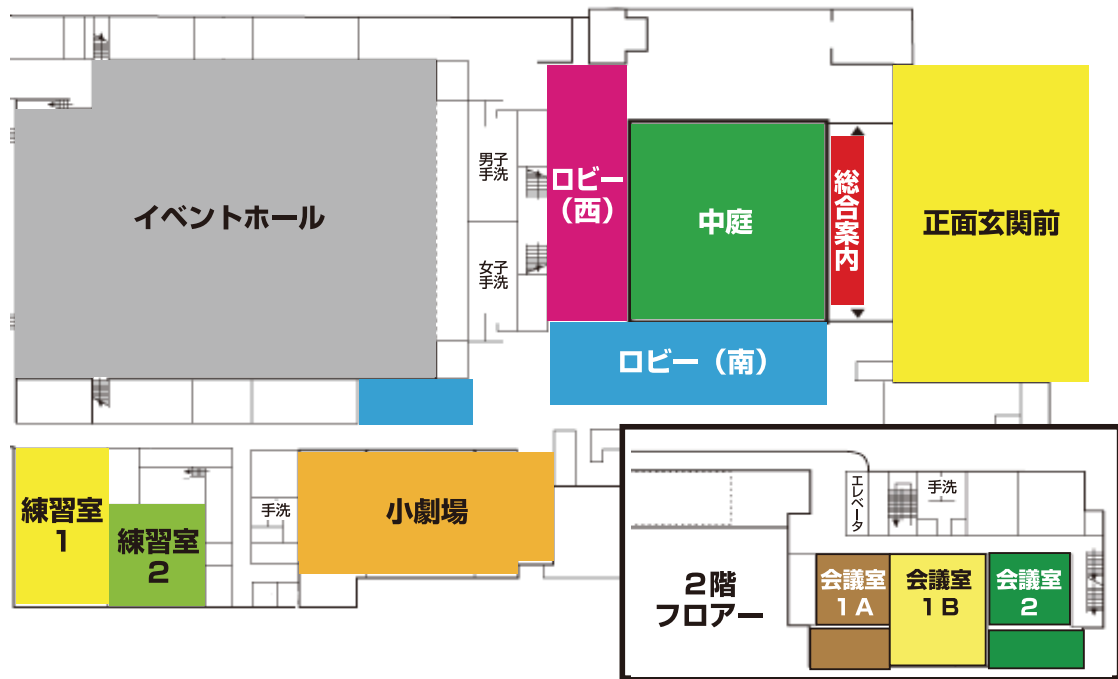 イベントホール
男子
手洗
女子
手洗
ロビー
（西）
中庭
総合案内
正面玄関前
ロビー（南）
練習室
1
練習室
2
手洗
小劇場
エレベータ
手洗
２階
フロアー
会議室
１Ａ
会議室
１Ｂ
会議室
２